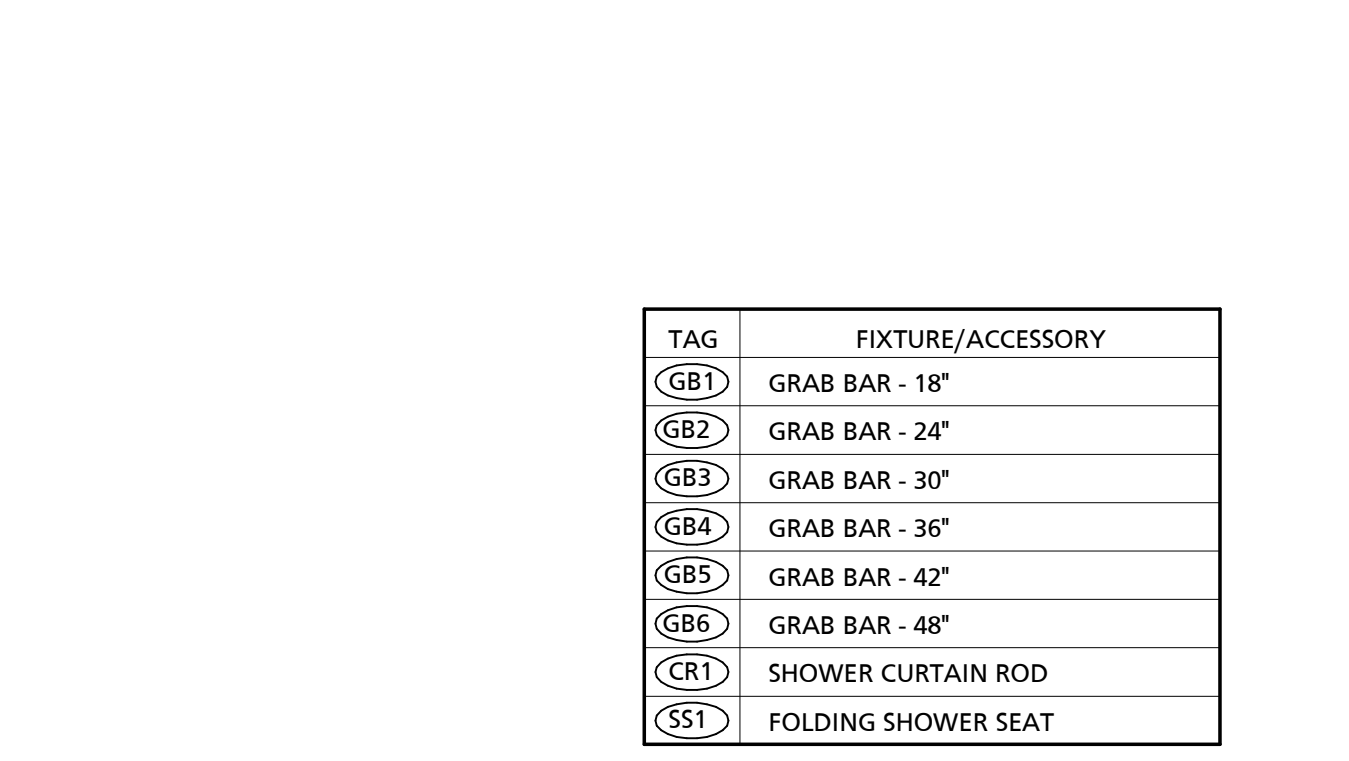 TAG FIXTURE/ACCESSORY
GB1 GRAB BAR - 18"
GB2 GRAB BAR - 24"
GB3 GRAB BAR - 30"
GB4 GRAB BAR - 36"
GB5 GRAB BAR - 42"
GB6 GRAB BAR - 48"
CR1 SHOWER CURTAIN ROD
SS1 FOLDING SHOWER SEAT